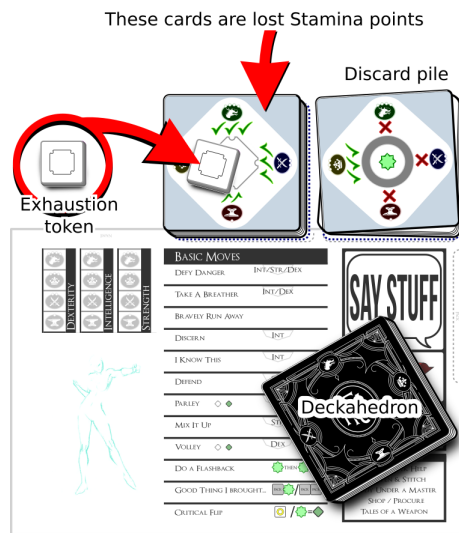 These cards are lost Stamina points
Discard pile
Exhaustion
token
DEXTERITY
INTELLIGENCE
STRENGTH
BASIC MOVES
DEFY DANGER INT/STR/DEX
TAKE A BREATHER INT/DEX
BRAVELY RUN AWAY
DISCERN INT
I KNOW THIS INT
DEFEND
PARLEY
MIX IT UP
VOLLEY DEX
DO A FLASHBACK THEN
GOOD THING I BROUGHT...
CRITICAL FLIP / =
SAY STUFF
Deckahedron
& STITCH
UNDER A MASTER
SHOP / PROCURE
TALES OF A WEAPON